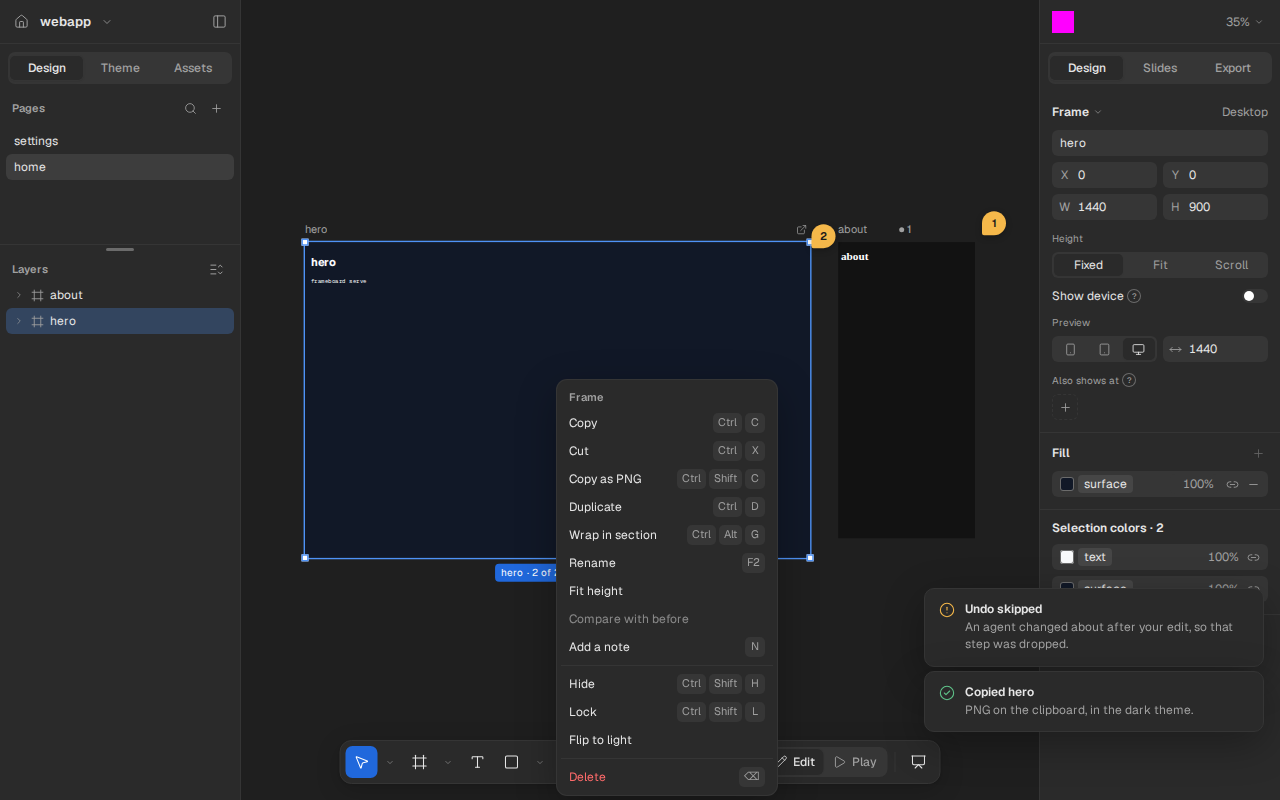 webapp
Design Theme Assets
Pages
settings
home
Layers
about
hero
hero
2
about
1
1
hero
frameboard serve
about
hero · 2 of
Frame
Copy Ctrl C
Cut Ctrl X
Copy as PNG Ctrl Shift C
Duplicate Ctrl D
Wrap in section Ctrl Alt G
Rename F2
Fit height
Compare with before
Add a note N
Hide Ctrl Shift H
Lock Ctrl Shift L
Flip to light
Delete ⌫
T
Edit Play
35%
Design Slides Export
Frame Desktop
hero
X 0 Y 0
W 1440 H 900
Height
Fixed Fit Scroll
Show device ?
Preview
1440
Also shows at ?
Fill
surface 100%
Selection colors · 2
text 100%
surface 100%
Undo skipped
An agent changed about after your edit, so that
step was dropped.
Copied hero
PNG on the clipboard, in the dark theme.